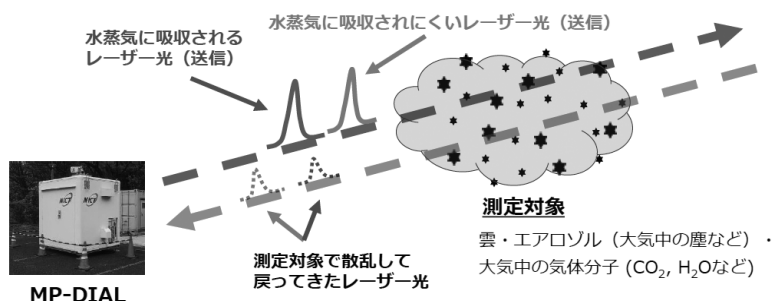 水蒸気に吸収される
レーザー光（送信）
水蒸気に吸収されにくいレーザー光（送信）
NICT
NICT
測定対象で散乱して
戻ってきたレーザー光
測定対象
雲・エアロゾル（大気中の塵など）・
大気中の気体分子 (CO₂, H₂Oなど)
MP-DIAL